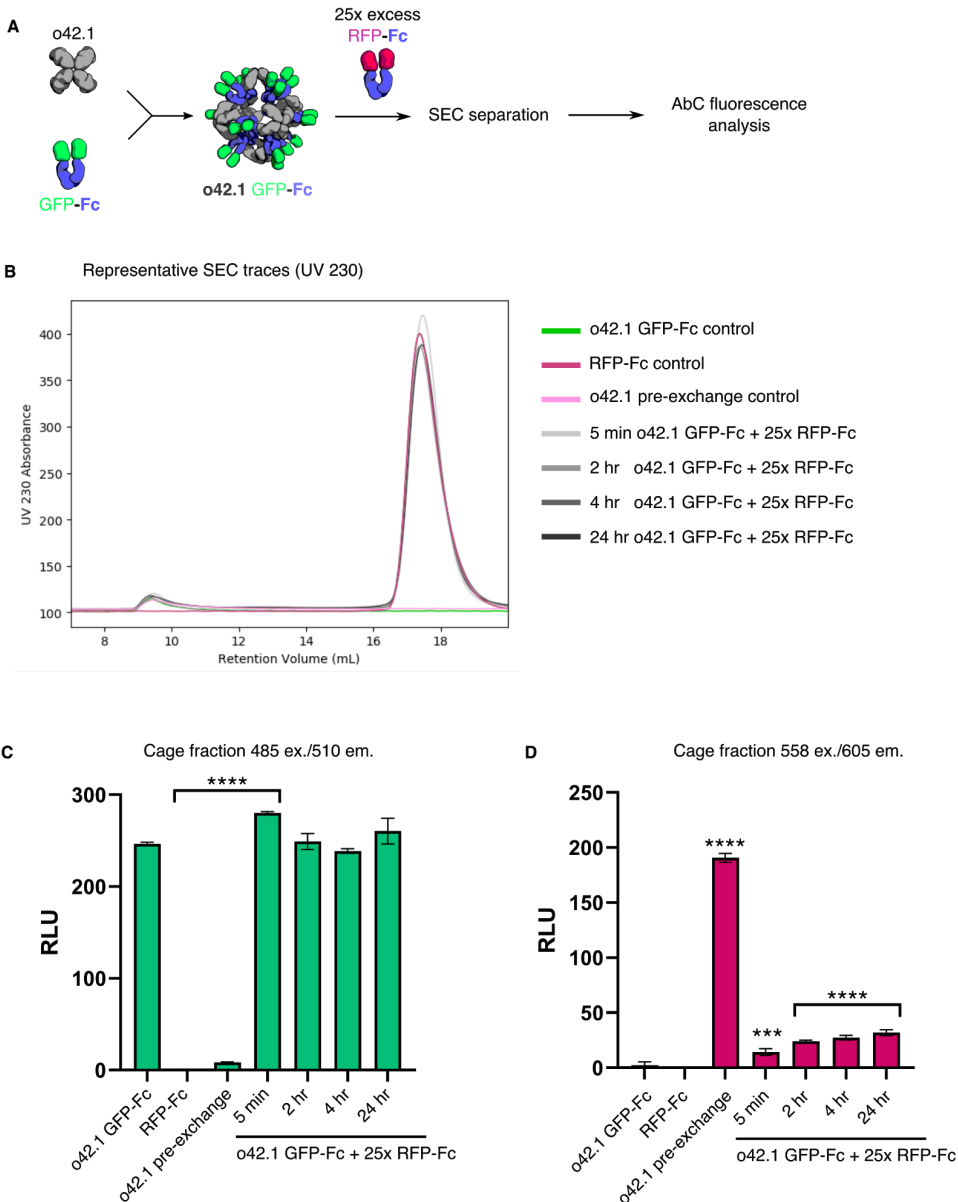 A
o42.1
GFP-Fc
o42.1 GFP-Fc
25x excess
RFP-Fc
SEC separation
AbC fluorescence
analysis
B
Representative SEC traces (UV 230)
UV 230 Absorbance
400
350
300
250
200
150
100
8
10
12
14
16
18
Retention Volume (mL)
o42.1 GFP-Fc control
RFP-Fc control
o42.1 pre-exchange control
5 min o42.1 GFP-Fc + 25x RFP-Fc
2 hr o42.1 GFP-Fc + 25x RFP-Fc
4 hr o42.1 GFP-Fc + 25x RFP-Fc
24 hr o42.1 GFP-Fc + 25x RFP-Fc
C
Cage fraction 485 ex./510 em.
****
RLU
300
200
100
0
o42.1 GFP-Fc
RFP-Fc
o42.1 pre-exchange
5 min
2 hr
4 hr
24 hr
o42.1 GFP-Fc + 25x RFP-Fc
D
Cage fraction 558 ex./605 em.
RLU
250
200
150
100
50
0
****
***
****
o42.1 GFP-Fc
RFP-Fc
o42.1 pre-exchange
5 min
2 hr
4 hr
24 hr
o42.1 GFP-Fc + 25x RFP-Fc